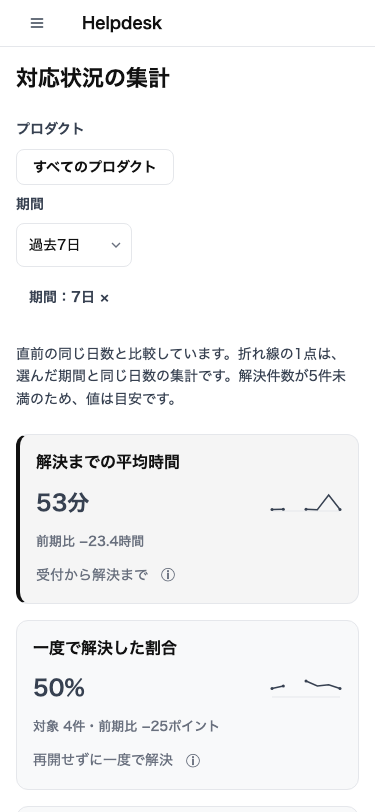 Helpdesk
対応状況の集計
プロダクト
すべてのプロダクト
期間
過去7日
期間：7日 ×
直前の同じ日数と比較しています。折れ線の1点は、
選んだ期間と同じ日数の集計です。解決件数が5件未
満のため、値は目安です。
解決までの平均時間
53分
前期比 −23.4時間
受付から解決まで ⓘ
一度で解決した割合
50%
対象 4件・前期比 −25ポイント
再開せずに一度で解決 ⓘ